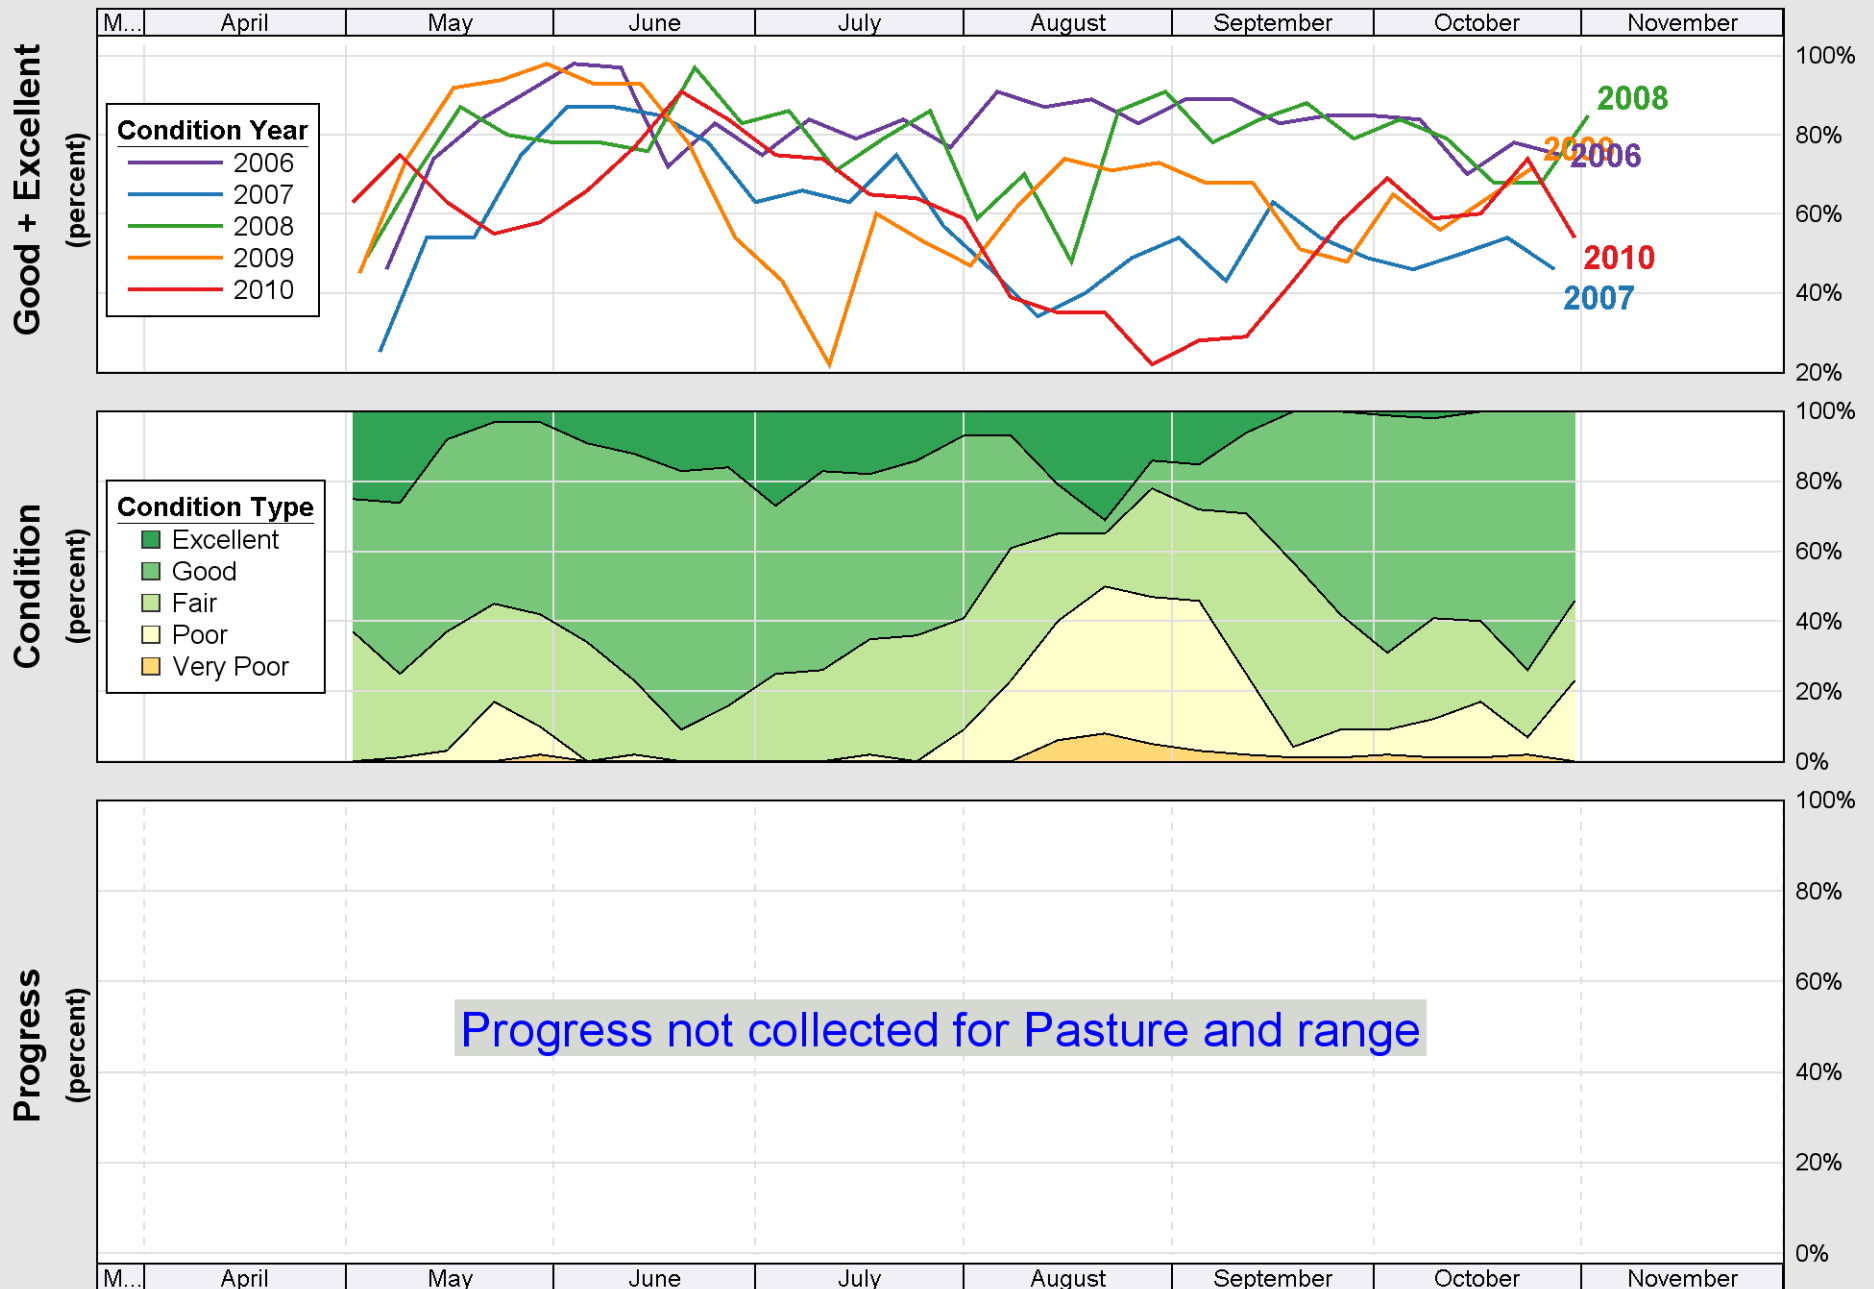 M... April May June July August September October November
Good + Excellent
(percent)
100%
80%
60%
40%
20%
Condition Year
2006
2007
2008
2009
2010
2008
2009
2006
2010
2007
Condition
(percent)
100%
80%
60%
40%
20%
0%
Condition Type
Excellent
Good
Fair
Poor
Very Poor
Progress
(percent)
100%
80%
60%
40%
20%
0%
Progress not collected for Pasture and range
M... April May June July August September October November